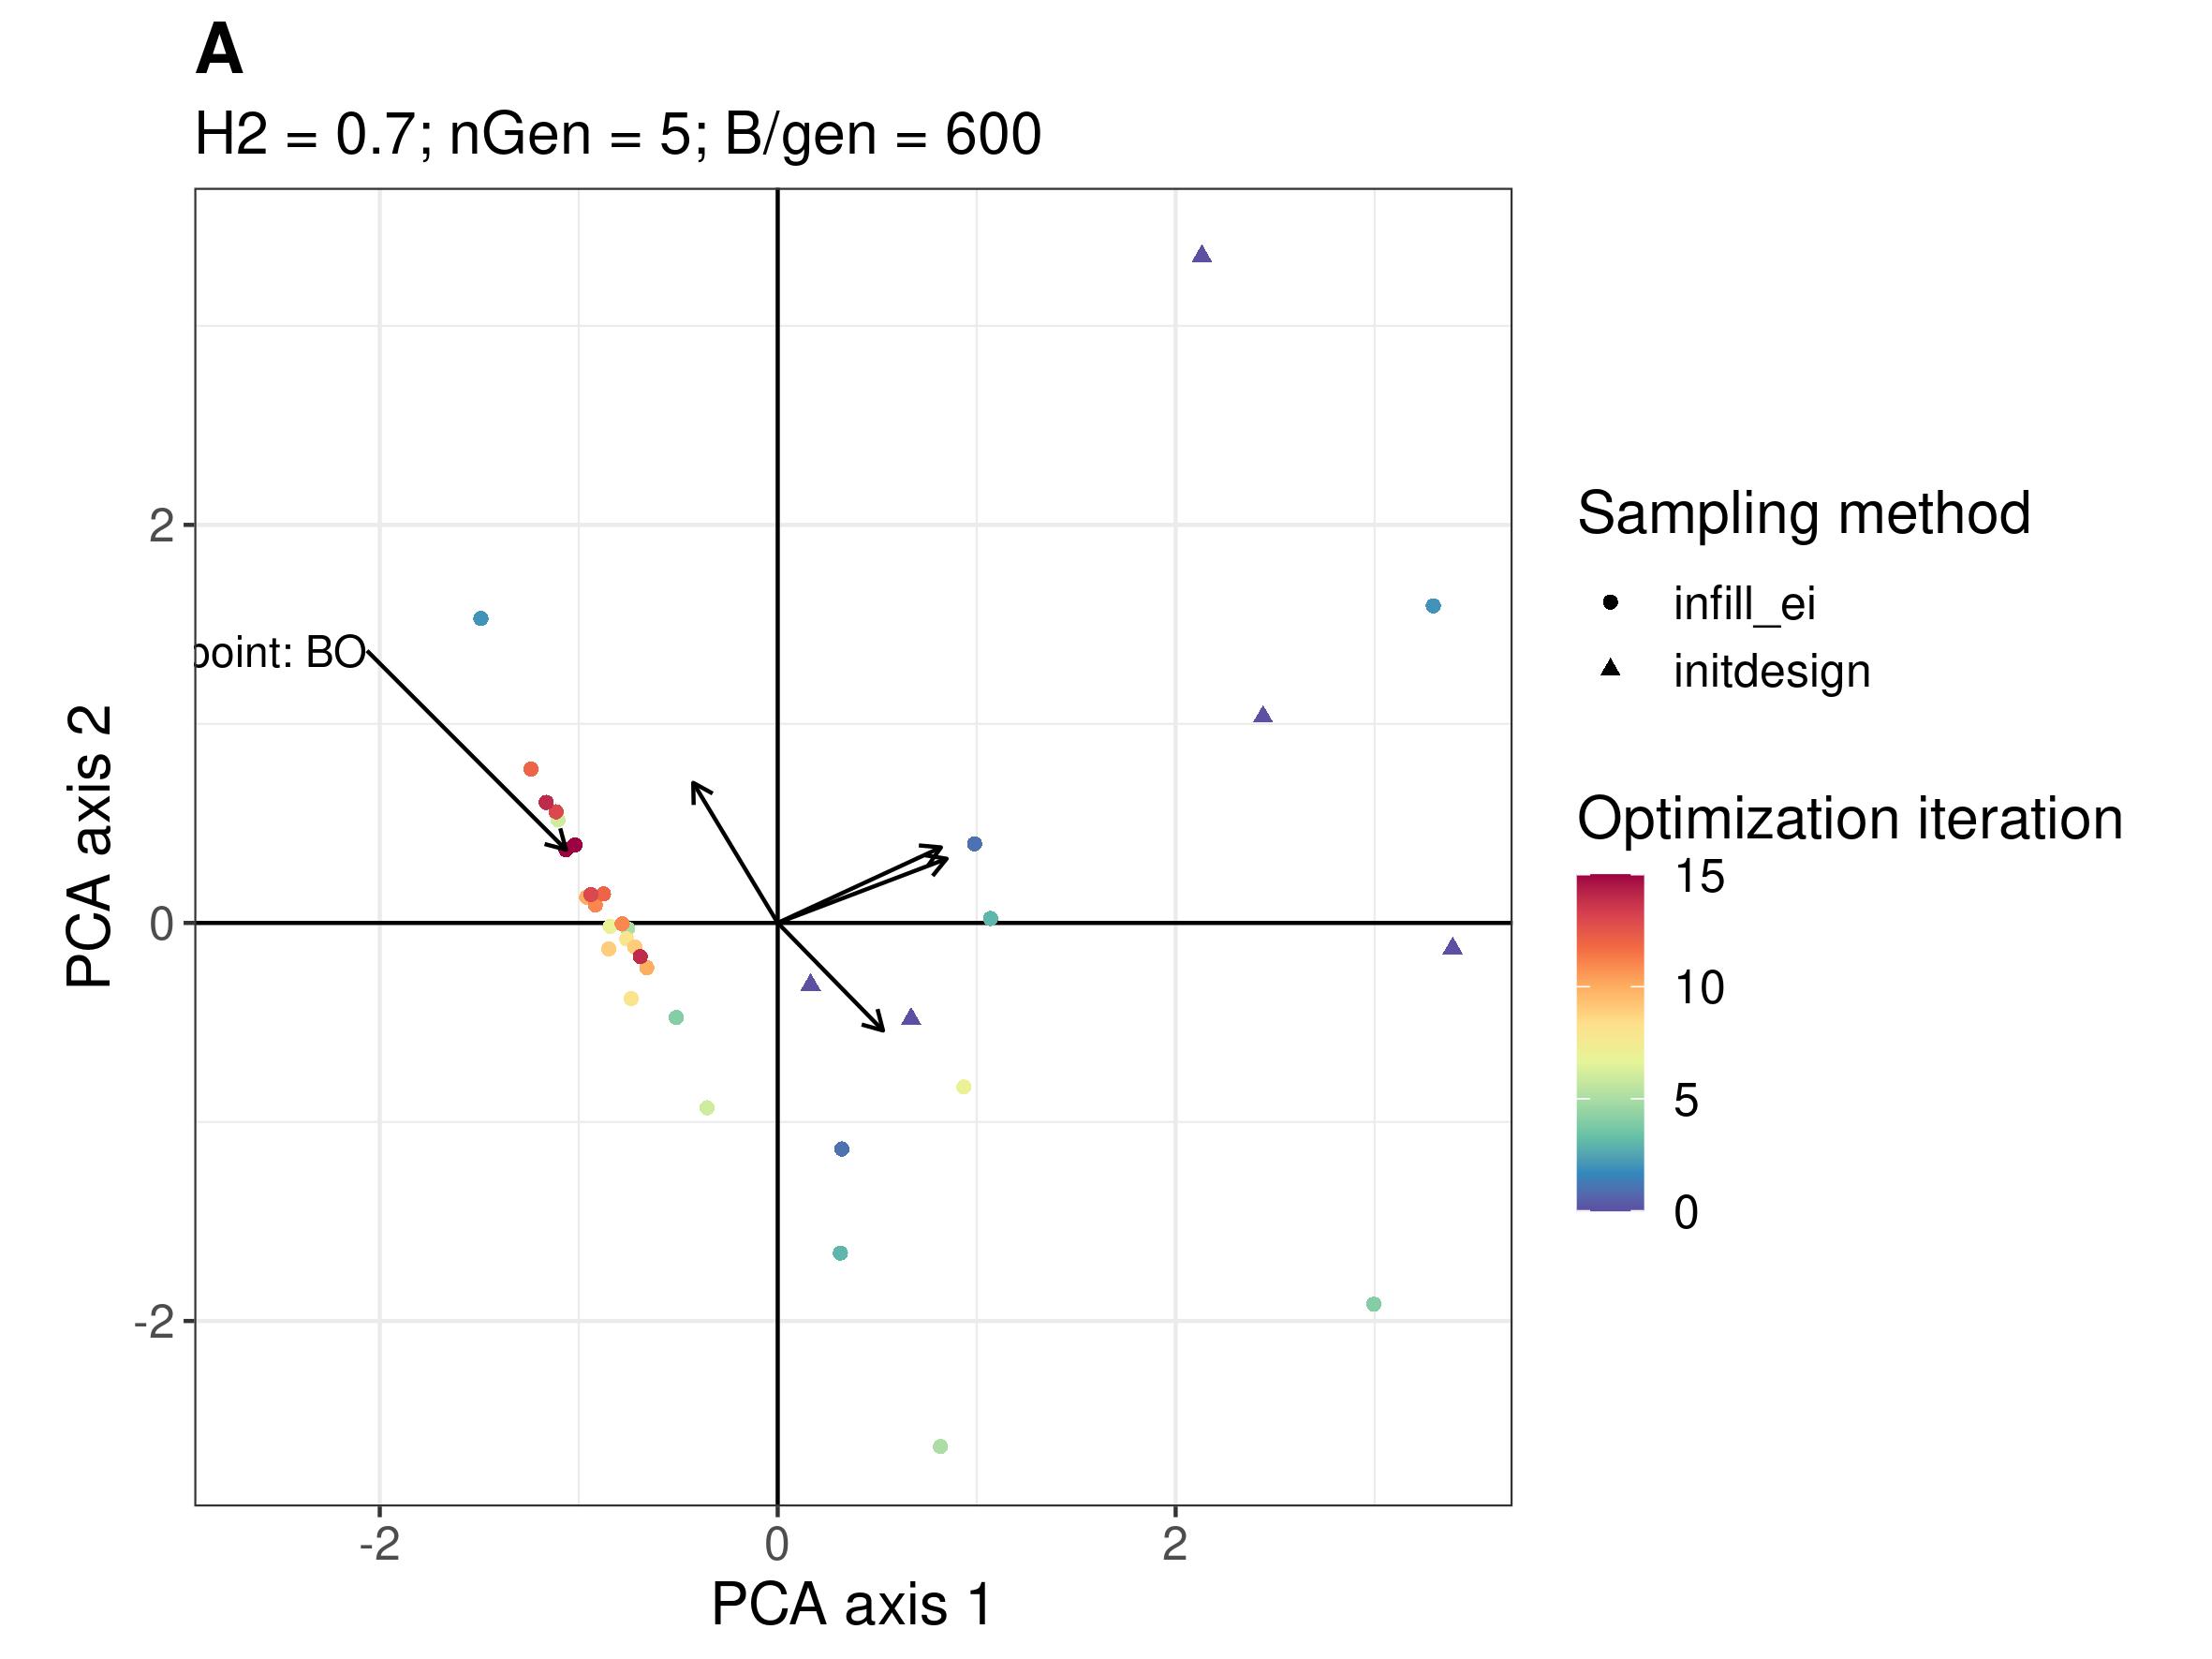 A
H2 = 0.7; nGen = 5; B/gen = 600
PCA axis 2
2
0
-2
point: BO
-2
0
2
PCA axis 1
Sampling method
infill_ei
initdesign
Optimization iteration
15
10
5
0